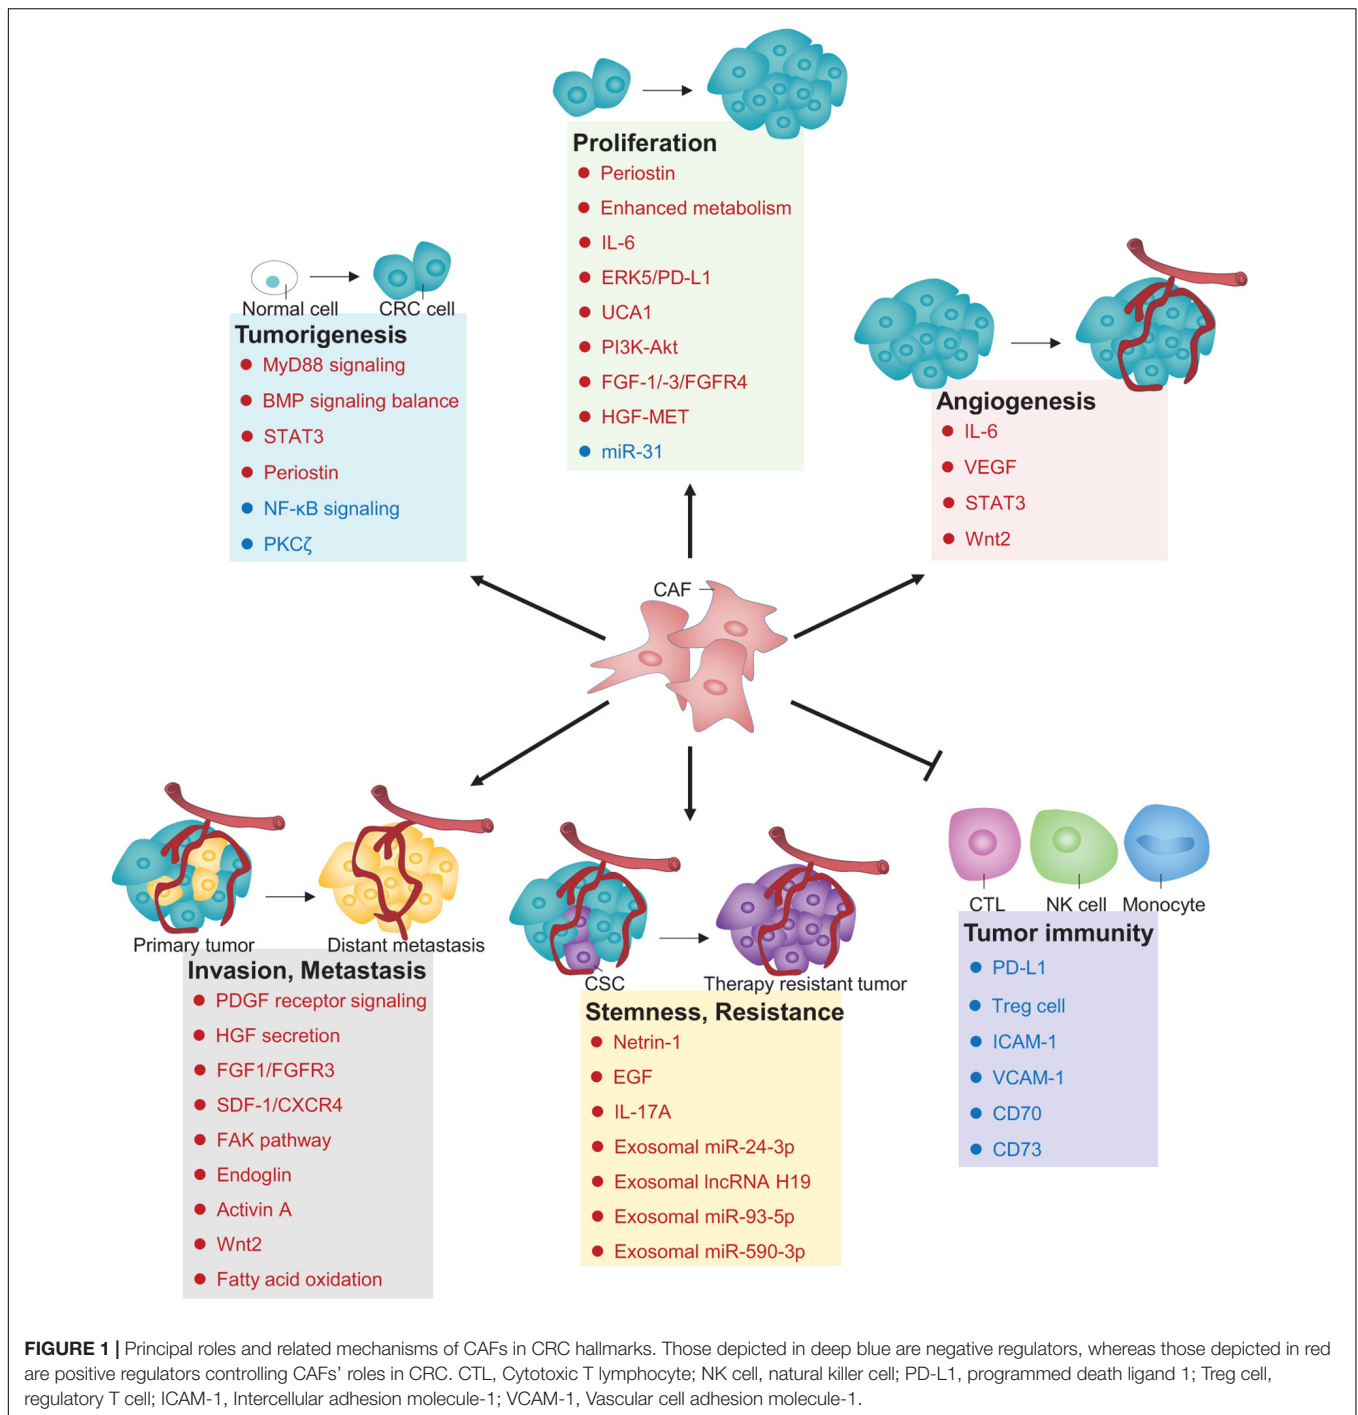 Proliferation
Periostin
Enhanced metabolism
IL-6
ERK5/PD-L1
UCA1
PI3K-Akt
FGF-1/-3/FGFR4
HGF-MET
miR-31
Normal cell
CRC cell
Tumorigenesis
MyD88 signaling
BMP signaling balance
STAT3
Periostin
NF-κB signaling
PKCζ
Angiogenesis
IL-6
VEGF
STAT3
Wnt2
CAF
Primary tumor
Distant metastasis
Invasion, Metastasis
PDGF receptor signaling
HGF secretion
FGF1/FGFR3
SDF-1/CXCR4
FAK pathway
Endoglin
Activin A
Wnt2
Fatty acid oxidation
CSC
Therapy resistant tumor
Stemness, Resistance
Netrin-1
EGF
IL-17A
Exosomal miR-24-3p
Exosomal lncRNA H19
Exosomal miR-93-5p
Exosomal miR-590-3p
CTL
NK cell
Monocyte
Tumor immunity
PD-L1
Treg cell
ICAM-1
VCAM-1
CD70
CD73
FIGURE 1 | Principal roles and related mechanisms of CAFs in CRC hallmarks. Those depicted in deep blue are negative regulators, whereas those depicted in red
are positive regulators controlling CAFs' roles in CRC. CTL, Cytotoxic T lymphocyte; NK cell, natural killer cell; PD-L1, programmed death ligand 1; Treg cell,
regulatory T cell; ICAM-1, Intercellular adhesion molecule-1; VCAM-1, Vascular cell adhesion molecule-1.